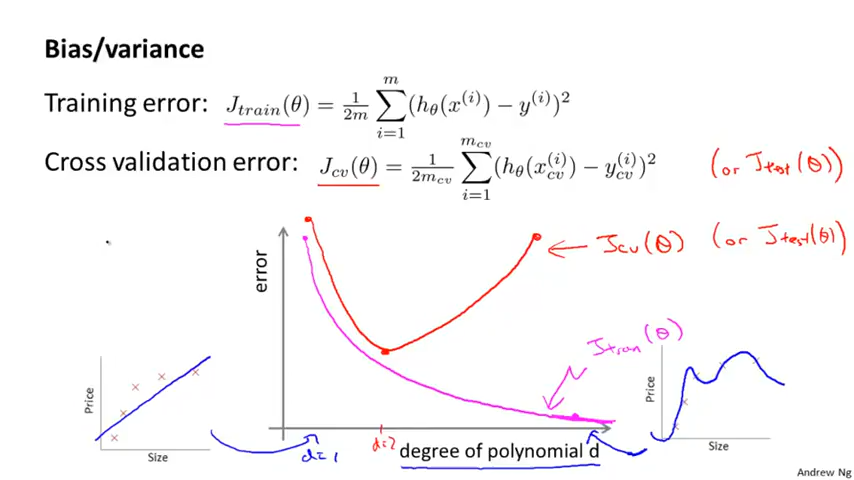 Bias/variance
Training error: J_train(θ) = 1/2m ∑_{i=1}^{m} (h_θ(x^(i)) − y^(i))²
Cross validation error: J_cv(θ) = 1/2m_cv ∑_{i=1}^{m_cv} (h_θ(x_cv^(i)) − y_cv^(i))²
(or J_test(θ))
error
J_cv(θ) (or J_test(θ))
J_train(θ)
Price
Size
d=1
d=2
degree of polynomial d
Price
Size
Andrew Ng